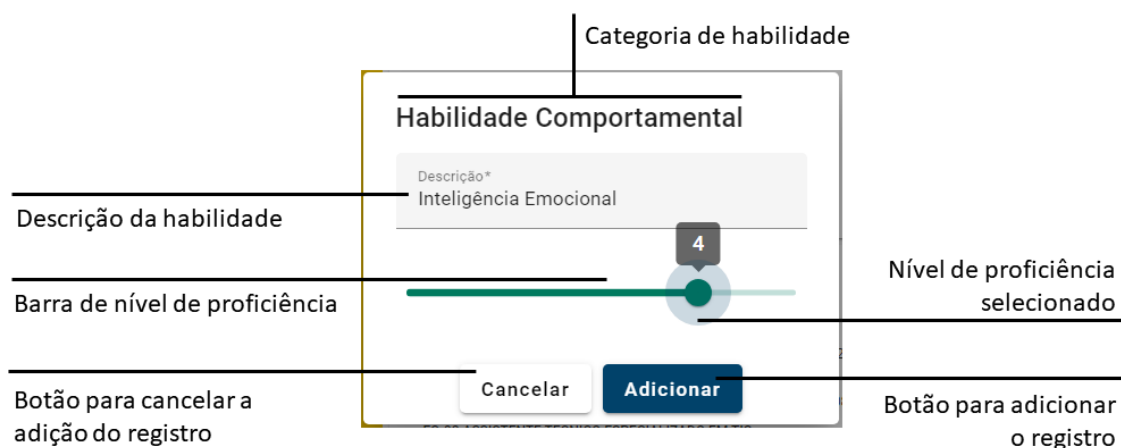 Categoria de habilidade
Habilidade Comportamental
Descrição*
Inteligência Emocional
Descrição da habilidade
4
Nível de proficiência
selecionado
Barra de nível de proficiência
Cancelar
Adicionar
Botão para cancelar a
adição do registro
Botão para adicionar
o registro